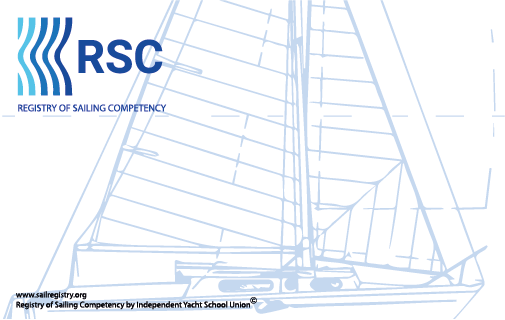 RSC
REGISTRY OF SAILING COMPETENCY
www.sailregistry.org
Registry of Sailing Competency by Independent Yacht School Union©